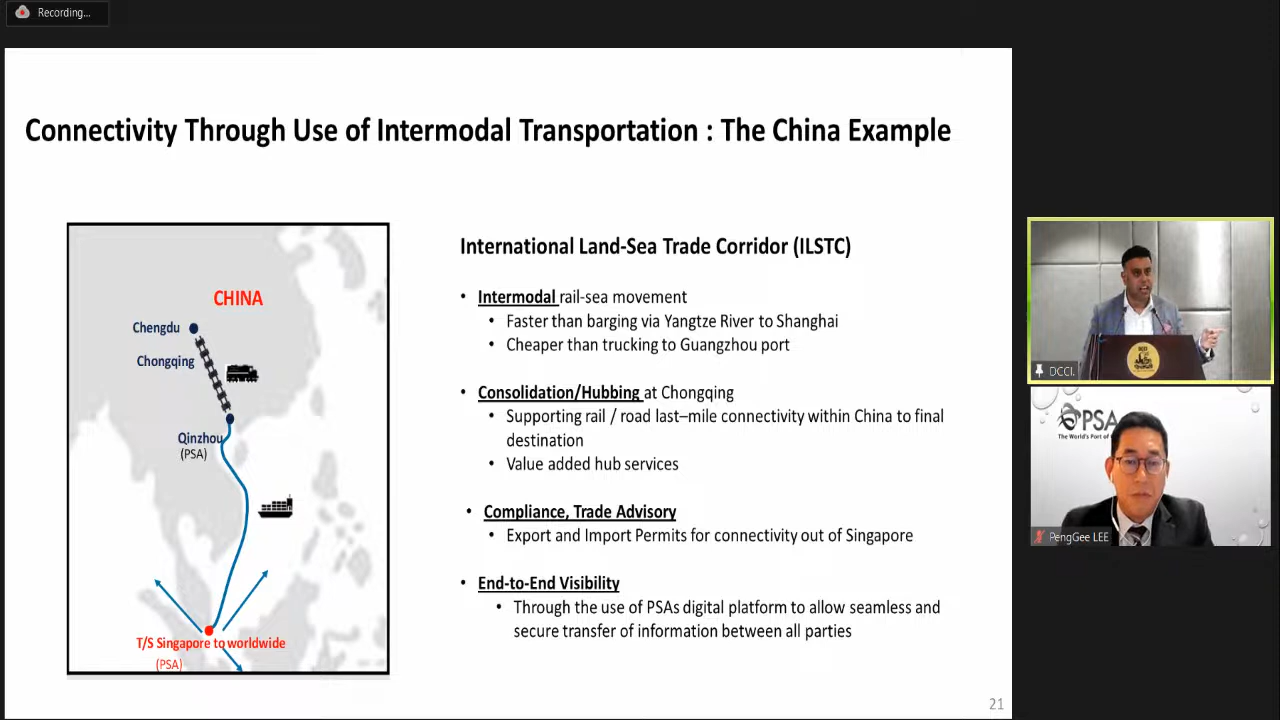 Recording...
Connectivity Through Use of Intermodal Transportation : The China Example
CHINA
Chengdu
Chongqing
Qinzhou
(PSA)
T/S Singapore to worldwide
(PSA)
International Land-Sea Trade Corridor (ILSTC)
• Intermodal rail-sea movement
• Faster than barging via Yangtze River to Shanghai
• Cheaper than trucking to Guangzhou port
• Consolidation/Hubbing at Chongqing
• Supporting rail / road last–mile connectivity within China to final
destination
• Value added hub services
• Compliance, Trade Advisory
• Export and Import Permits for connectivity out of Singapore
• End-to-End Visibility
• Through the use of PSAs digital platform to allow seamless and
secure transfer of information between all parties
21
DCCI.
PSA
The World's Port of
PengGee LEE